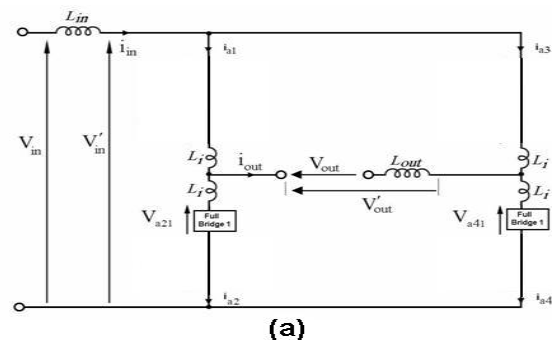 Lin
iin
ia1
ia3
Vin
V′in
Li
iout
Vout
Lout
Li
Li
V′out
Li
Va21
Full
Bridge 1
Va41
Full
Bridge 1
ia2
ia4
(a)